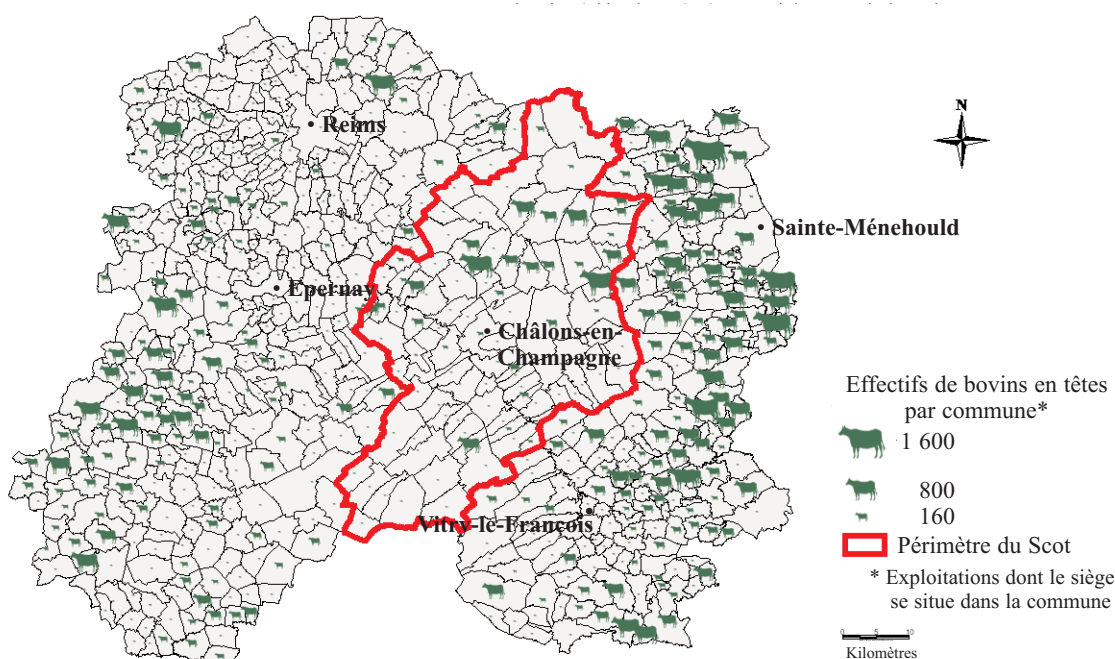 N
Reims
Sainte-Ménehould
Epernay
Châlons-en-
Champagne
Vitry-le-François
Effectifs de bovins en têtes
par commune*
1 600
800
160
Périmètre du Scot
* Exploitations dont le siège
se situe dans la commune
0 5 10
Kilomètres